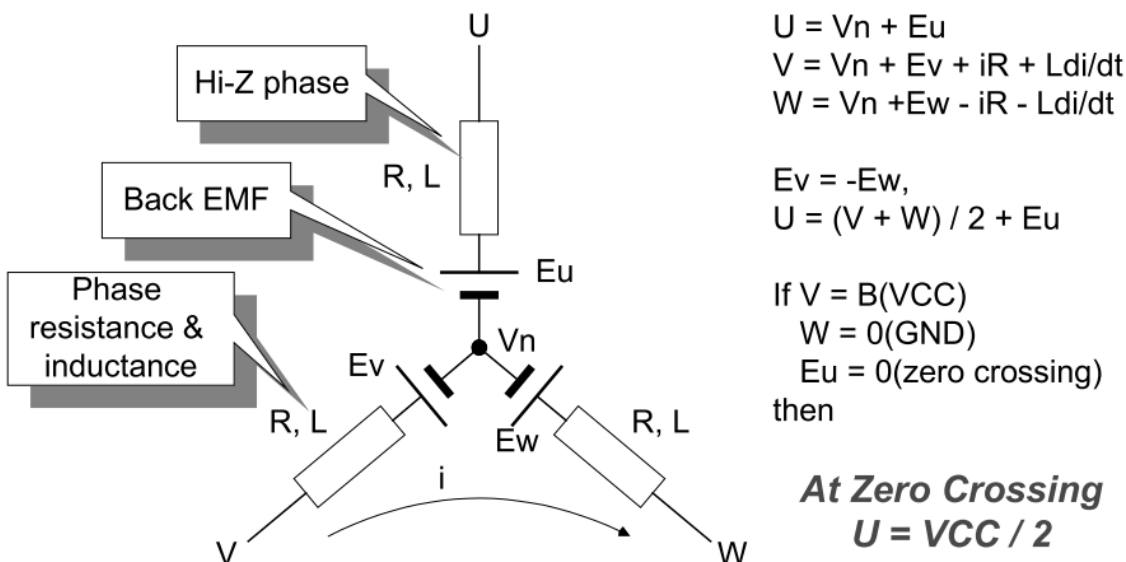 U
Hi-Z phase
R, L
Back EMF
Eu
Phase
resistance &
inductance
Vn
Ev
R, L
Ew
R, L
i
V
W
U = Vn + Eu
V = Vn + Ev + iR + Ldi/dt
W = Vn +Ew - iR - Ldi/dt
Ev = -Ew,
U = (V + W) / 2 + Eu
If V = B(VCC)
W = 0(GND)
Eu = 0(zero crossing)
then
At Zero Crossing
U = VCC / 2